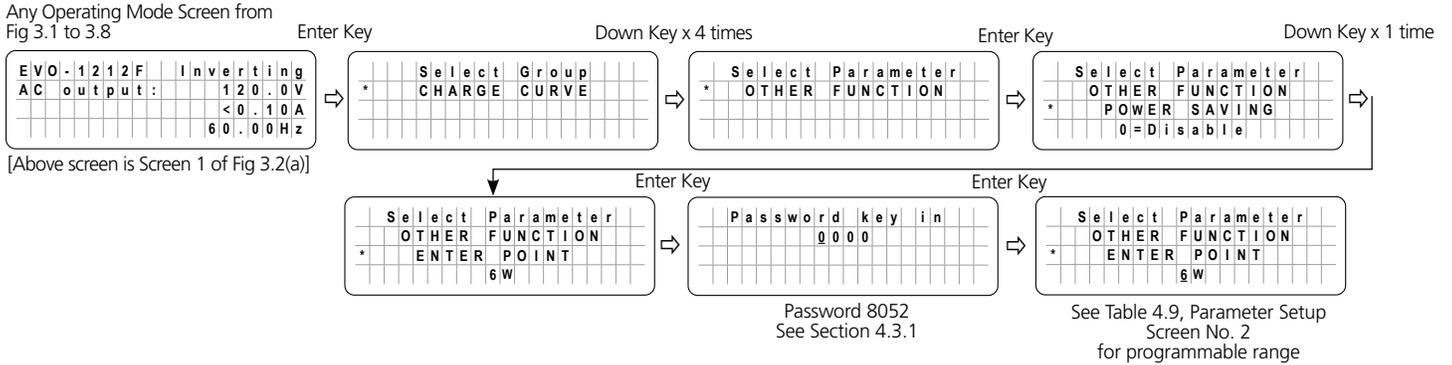 Any Operating Mode Screen from
Fig 3.1 to 3.8
Enter Key
Down Key x 4 times
Enter Key
Down Key x 1 time
EVO-1212F Inverting
AC output: 120.0V
<0.10A
60.00Hz
[Above screen is Screen 1 of Fig 3.2(a)]
Select Group
* CHARGE CURVE
Select Parameter
* OTHER FUNCTION
Select Parameter
OTHER FUNCTION
* POWER SAVING
0=Disable
Enter Key
Enter Key
Select Parameter
OTHER FUNCTION
* ENTER POINT
6W
Password key in
0000
Password 8052
See Section 4.3.1
Select Parameter
OTHER FUNCTION
* ENTER POINT
6W
See Table 4.9, Parameter Setup
Screen No. 2
for programmable range